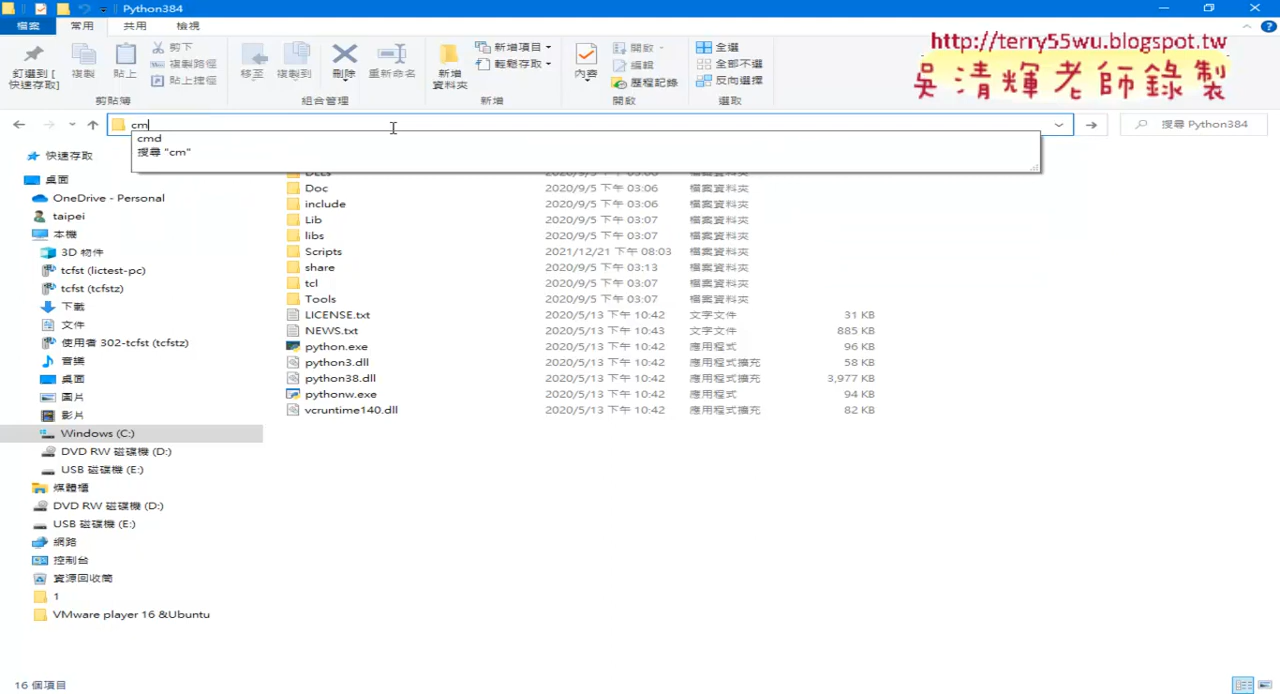 Python384
檔案 常用 共用 檢視
http://terry55wu.blogspot.tw
吳清輝老師錄製
釘選到 [快速存取]
複製
貼上
剪下
複製路徑
貼上捷徑
剪貼簿
移至
複製到
刪除
重新命名
組合管理
新增資料夾
新增項目
輕鬆存取
新增
內容
開啟
編輯
歷程記錄
開啟
全選
全部不選
反向選擇
選取
cm
搜尋 Python384
cmd
搜尋 "cm"
快速存取
桌面
OneDrive - Personal
taipei
本機
3D 物件
tcfst (lictest-pc)
tcfst (tcfstz)
下載
文件
使用者 302-tcfst (tcfstz)
音樂
桌面
圖片
影片
Windows (C:)
DVD RW 磁碟機 (D:)
USB 磁碟機 (E:)
媒體櫃
DVD RW 磁碟機 (D:)
USB 磁碟機 (E:)
網路
控制台
資源回收筒
1
VMware player 16 &Ubuntu
DLLs 2020/9/5 下午 03:06 檔案資料夾
Doc 2020/9/5 下午 03:06 檔案資料夾
include 2020/9/5 下午 03:06 檔案資料夾
Lib 2020/9/5 下午 03:07 檔案資料夾
libs 2020/9/5 下午 03:07 檔案資料夾
Scripts 2021/12/21 下午 08:03 檔案資料夾
share 2020/9/5 下午 03:13 檔案資料夾
tcl 2020/9/5 下午 03:07 檔案資料夾
Tools 2020/9/5 下午 03:07 檔案資料夾
LICENSE.txt 2020/5/13 下午 10:42 文字文件 31 KB
NEWS.txt 2020/5/13 下午 10:43 文字文件 885 KB
python.exe 2020/5/13 下午 10:42 應用程式 96 KB
python3.dll 2020/5/13 下午 10:42 應用程式擴充 58 KB
python38.dll 2020/5/13 下午 10:42 應用程式擴充 3,977 KB
pythonw.exe 2020/5/13 下午 10:42 應用程式 94 KB
vcruntime140.dll 2020/5/13 下午 10:42 應用程式擴充 82 KB
16 個項目